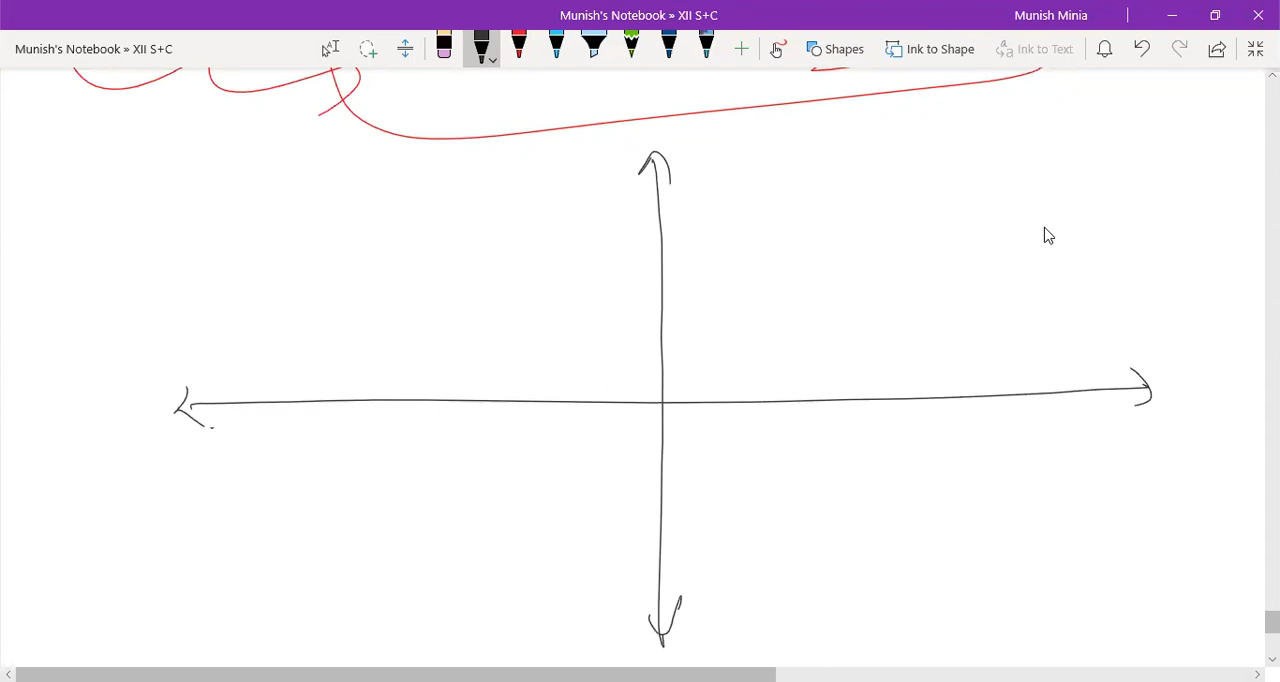 Munish's Notebook » XII S+C
Munish Minia
Munish's Notebook » XII S+C
Shapes
Ink to Shape
Ink to Text